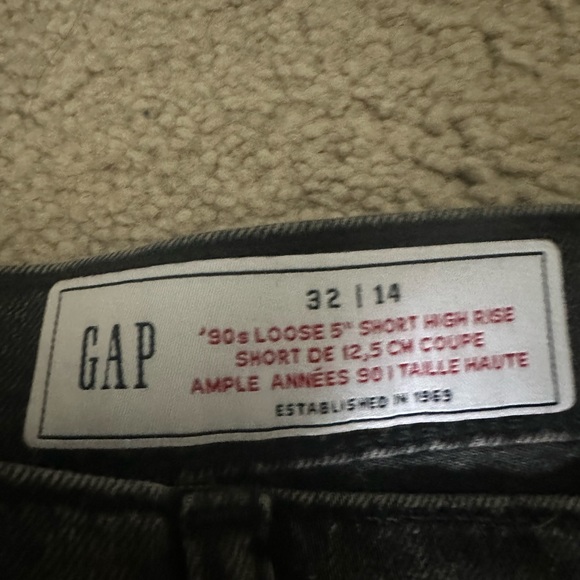 GAP
32 | 14
'90s LOOSE 5" SHORT HIGH RISE
SHORT DE 12,5 CM COUPE
AMPLE ANNÉES 90 | TAILLE HAUTE
ESTABLISHED IN 1969